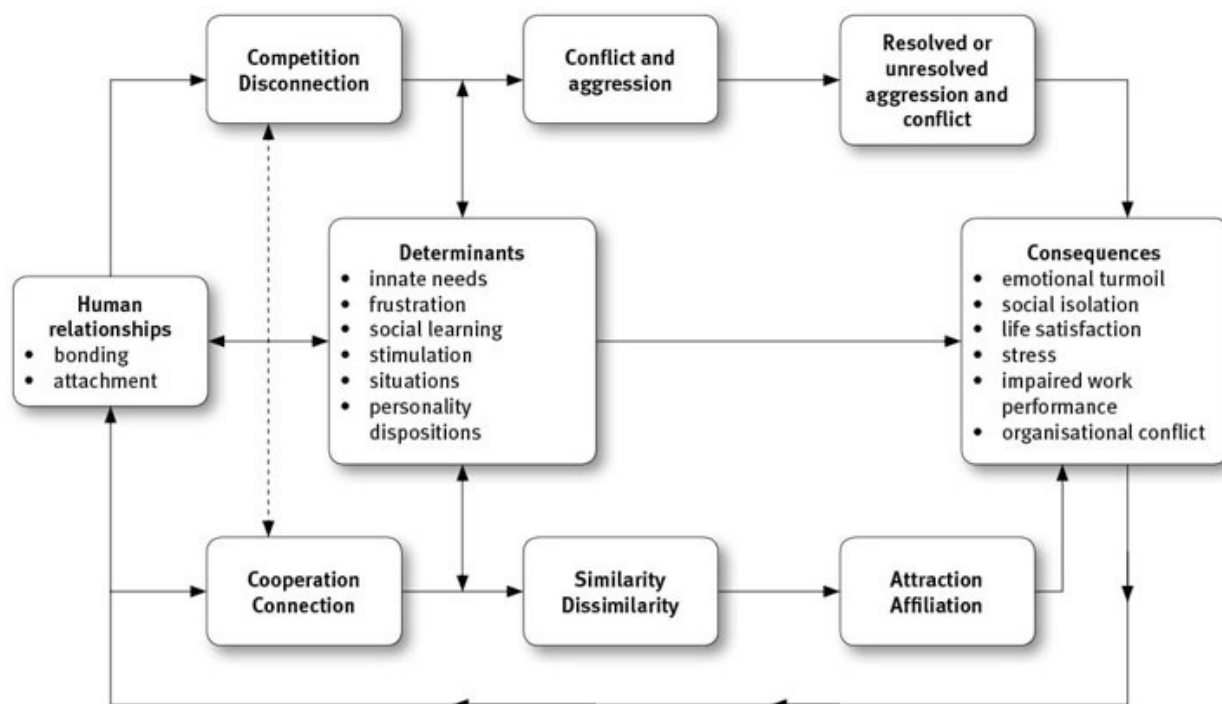 Competition
Disconnection
Conflict and
aggression
Resolved or
unresolved
aggression and
conflict
Human
relationships
• bonding
• attachment
Determinants
• innate needs
• frustration
• social learning
• stimulation
• situations
• personality
dispositions
Consequences
• emotional turmoil
• social isolation
• life satisfaction
• stress
• impaired work
performance
• organisational conflict
Cooperation
Connection
Similarity
Dissimilarity
Attraction
Affiliation